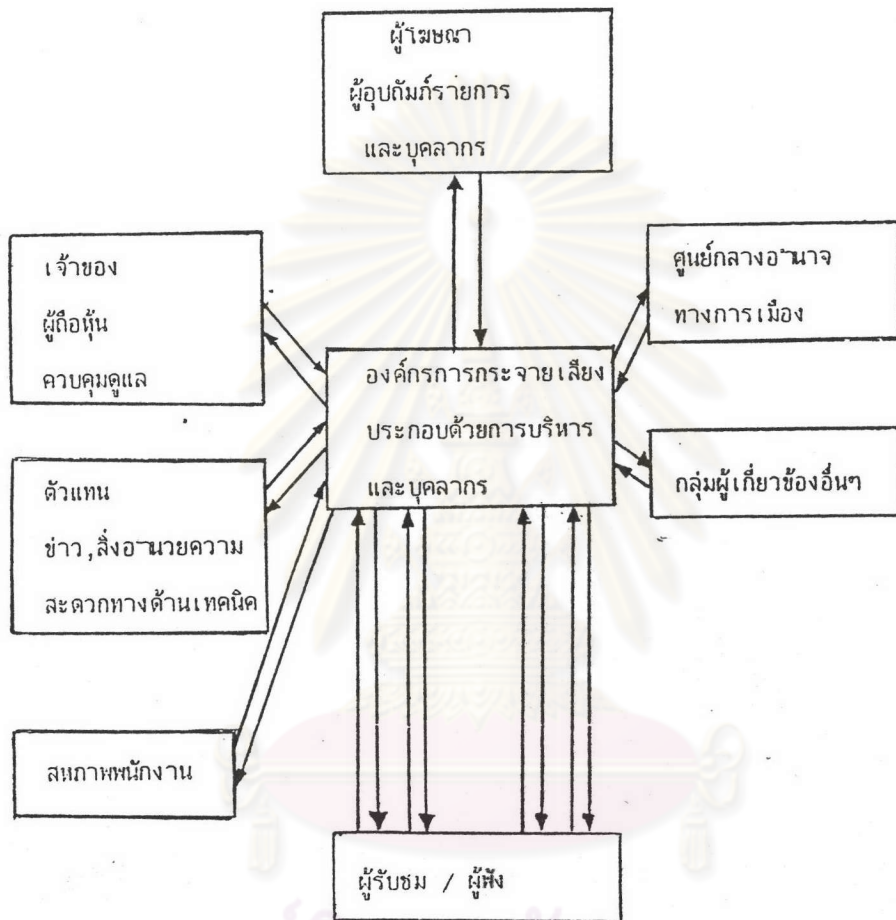 ผู้โฆษณา
ผู้อุปถัมภ์รายการ
และบุคลากร
เจ้าของ
ผู้ถือหุ้น
ควบคุมดูแล
ศูนย์กลางอำนาจ
ทางการเมือง
องค์กรการกระจายเสียง
ประกอบด้วยการบริหาร
และบุคลากร
ตัวแทน
ข่าว,สิ่งอำนวยความ
สะดวกทางด้านเทคนิค
กลุ่มผู้เกี่ยวข้องอื่นๆ
สหภาพพนักงาน
ผู้รับชม / ผู้ฟัง